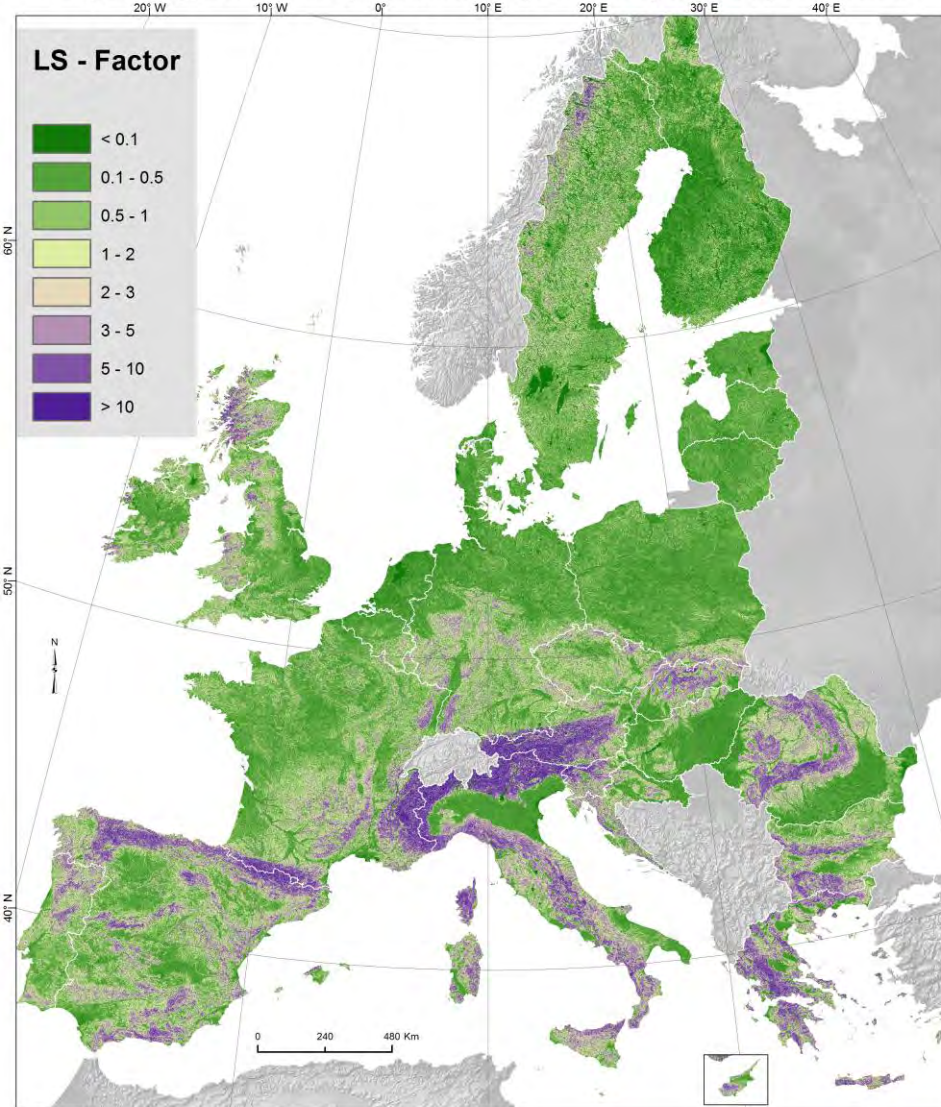 20° W 10° W 0° 10° E 20° E 30° E 40° E
LS - Factor
< 0.1
0.1 - 0.5
0.5 - 1
1 - 2
2 - 3
3 - 5
5 - 10
> 10
60° N
50° N
N
40° N
0 240 480 Km